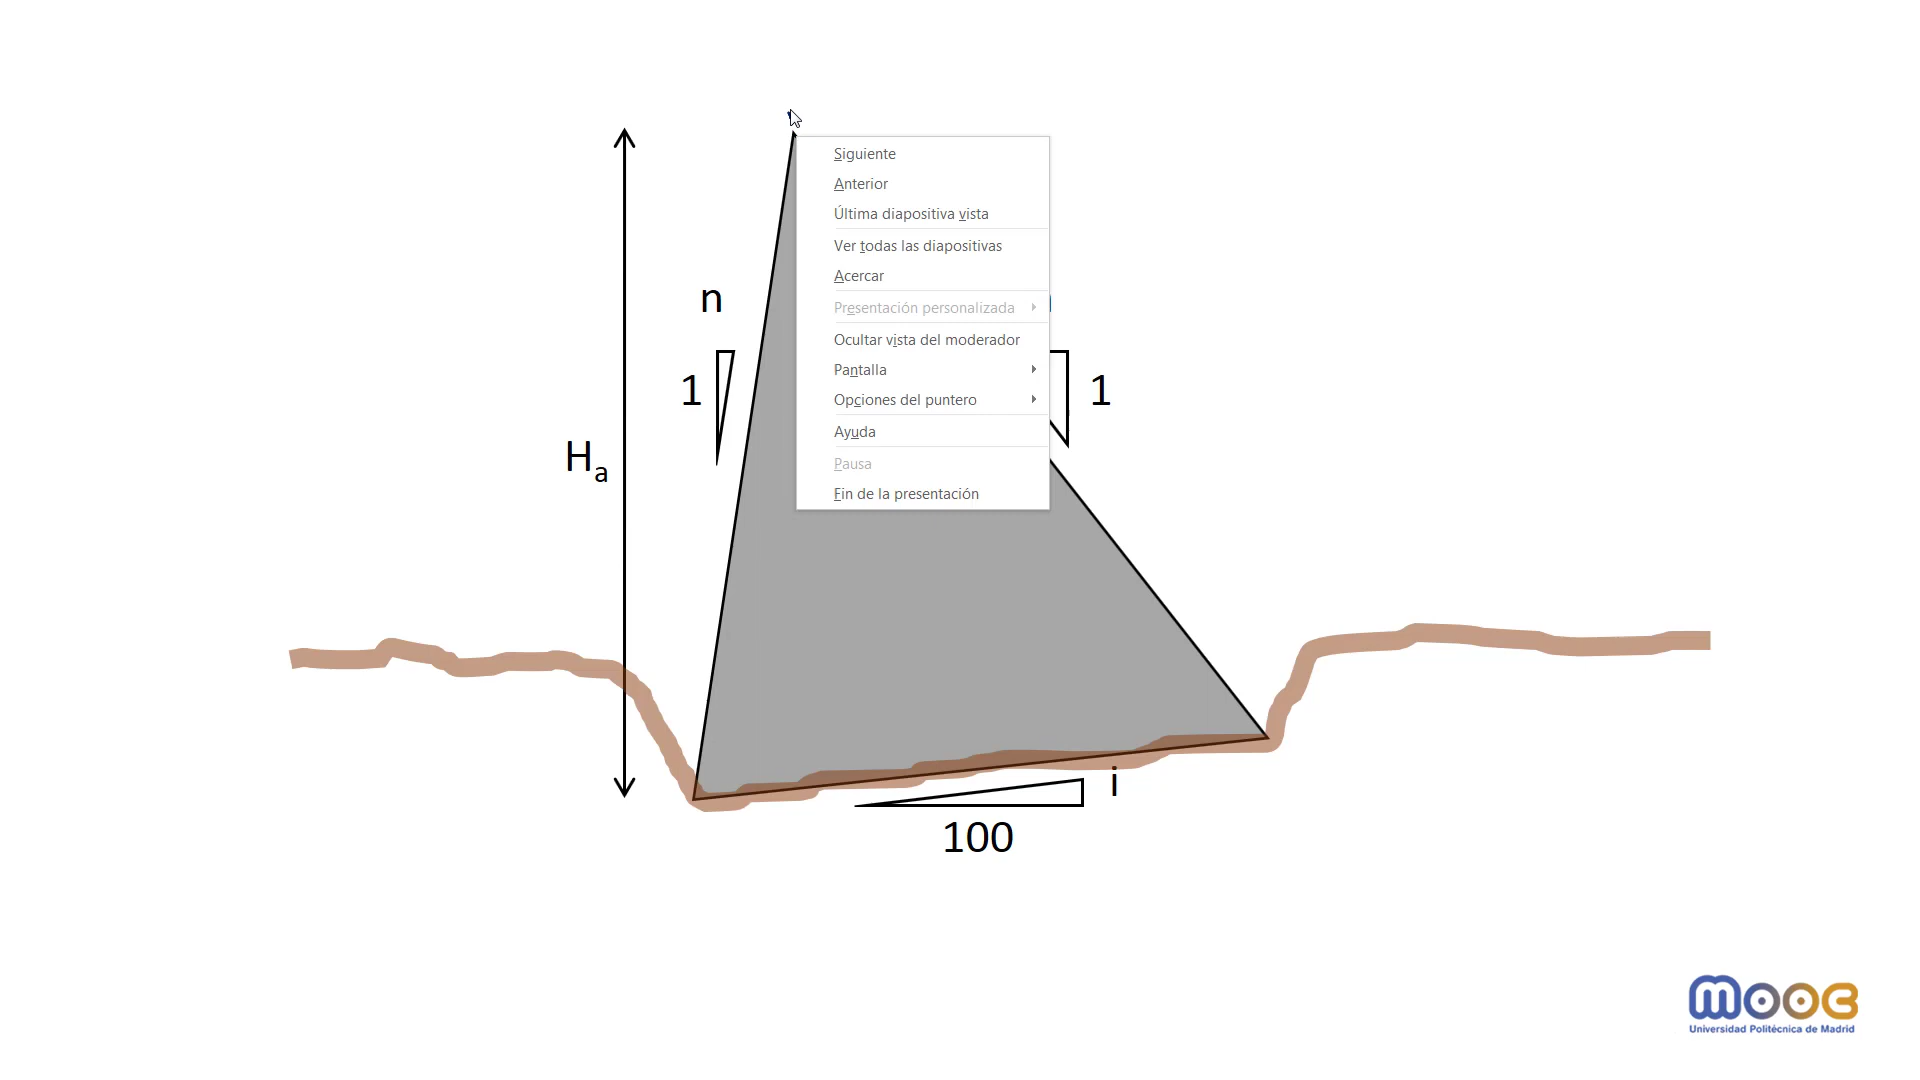 Siguiente
Anterior
Última diapositiva vista
Ver todas las diapositivas
Acercar
Presentación personalizada
Ocultar vista del moderador
Pantalla
Opciones del puntero
Ayuda
Pausa
Fin de la presentación
n
1
1
Ha
i
100
mooc
Universidad Politécnica de Madrid